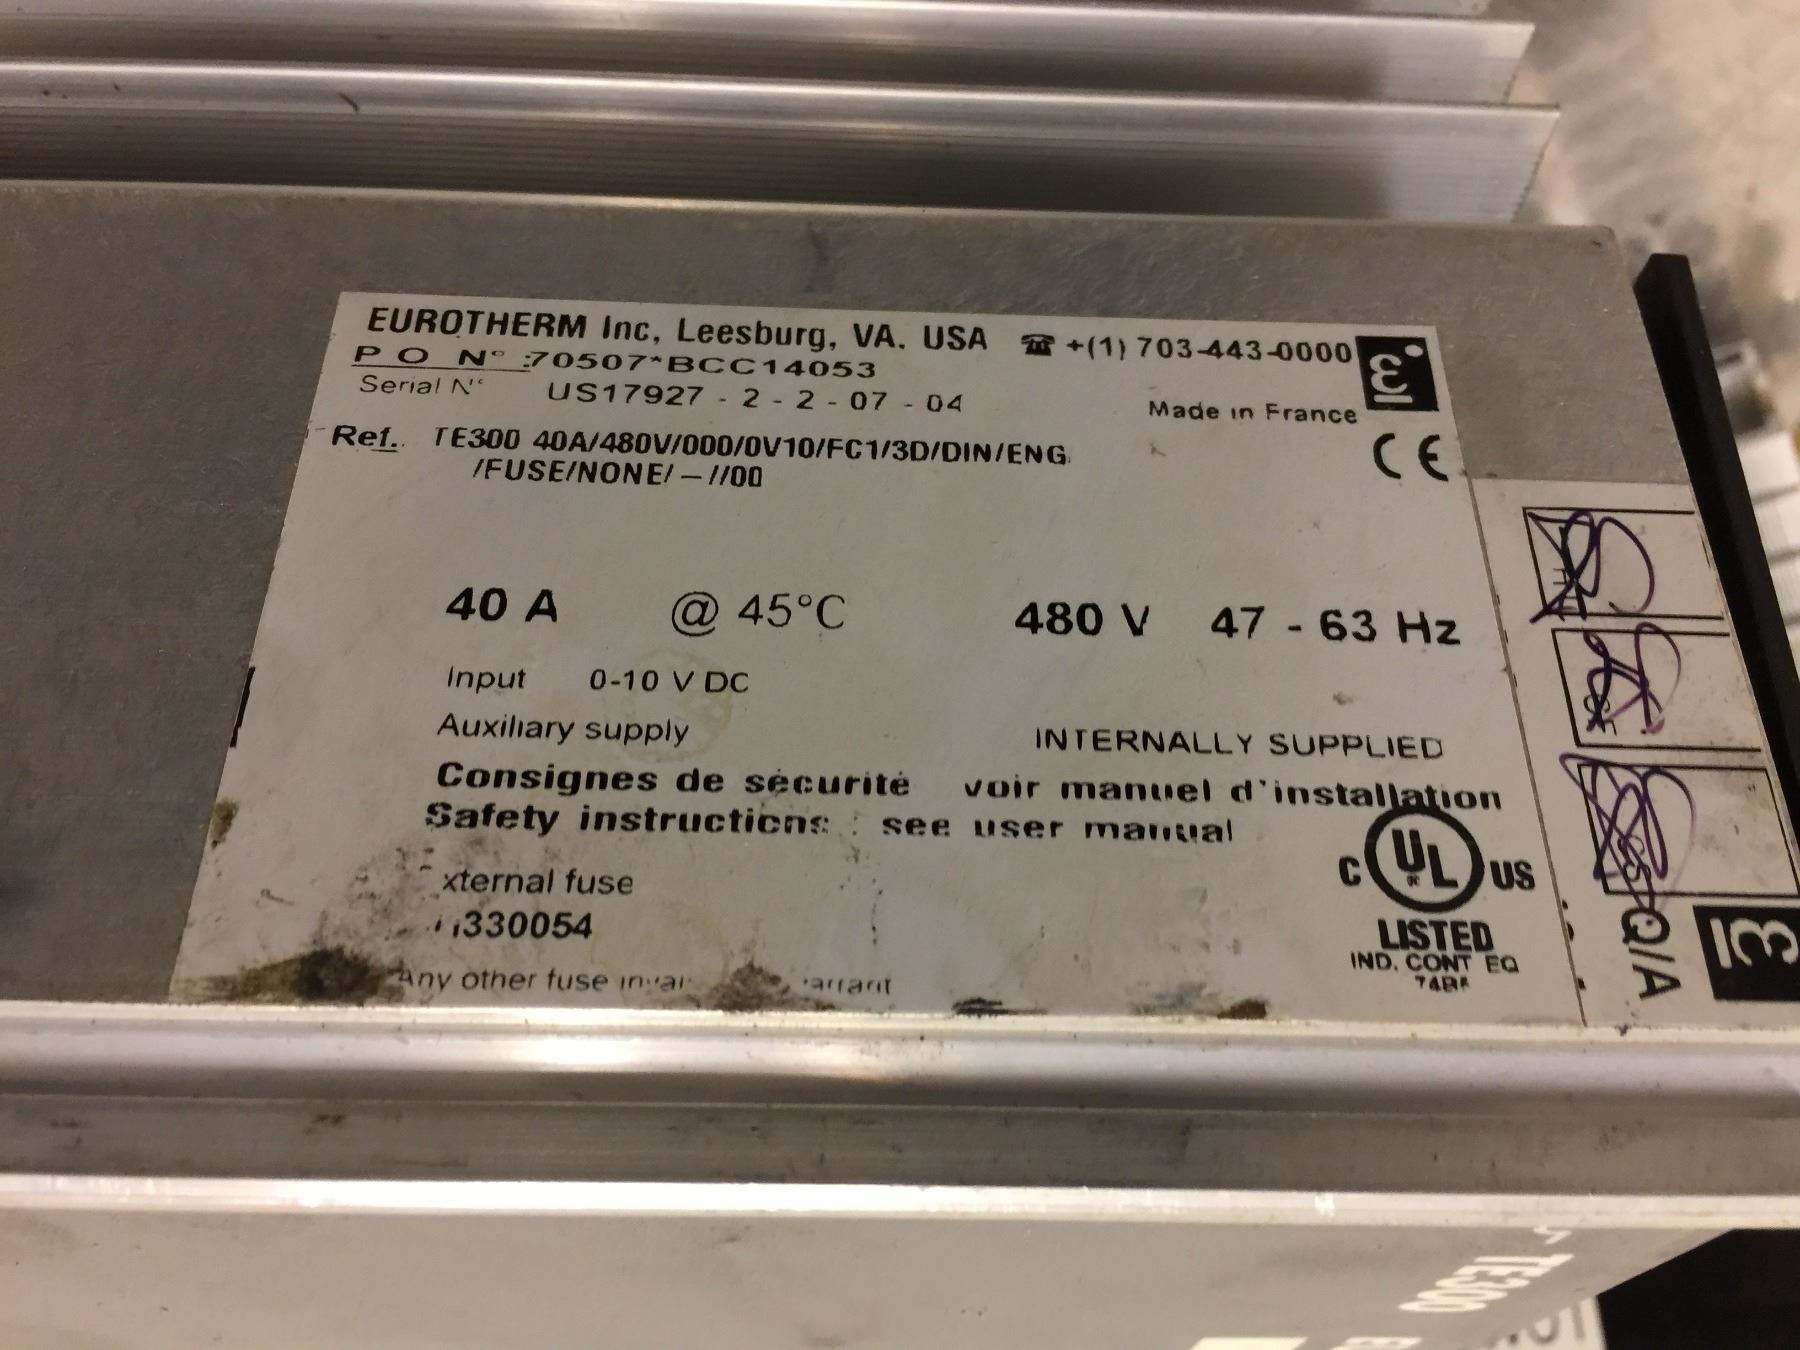 EUROTHERM Inc, Leesburg, VA. USA ☎ +(1) 703-443-0000
P O N° :70507*BCC14053
Serial N° US17927 - 2 - 2 - 07 - 04
Made in France
Ref. TE300 40A/480V/000/0V10/FC1/3D/DIN/ENG
/FUSE/NONE/ – //00
CE
40 A @ 45°C 480 V 47 - 63 Hz
Input 0-10 V DC
Auxiliary supply INTERNALLY SUPPLIED
Consignes de sécurité voir manuel d'installation
Safety instructions : see user manual
xternal fuse
330054
Any other fuse
C UL US
LISTED
IND. CONT EQ
Q/A
TE300